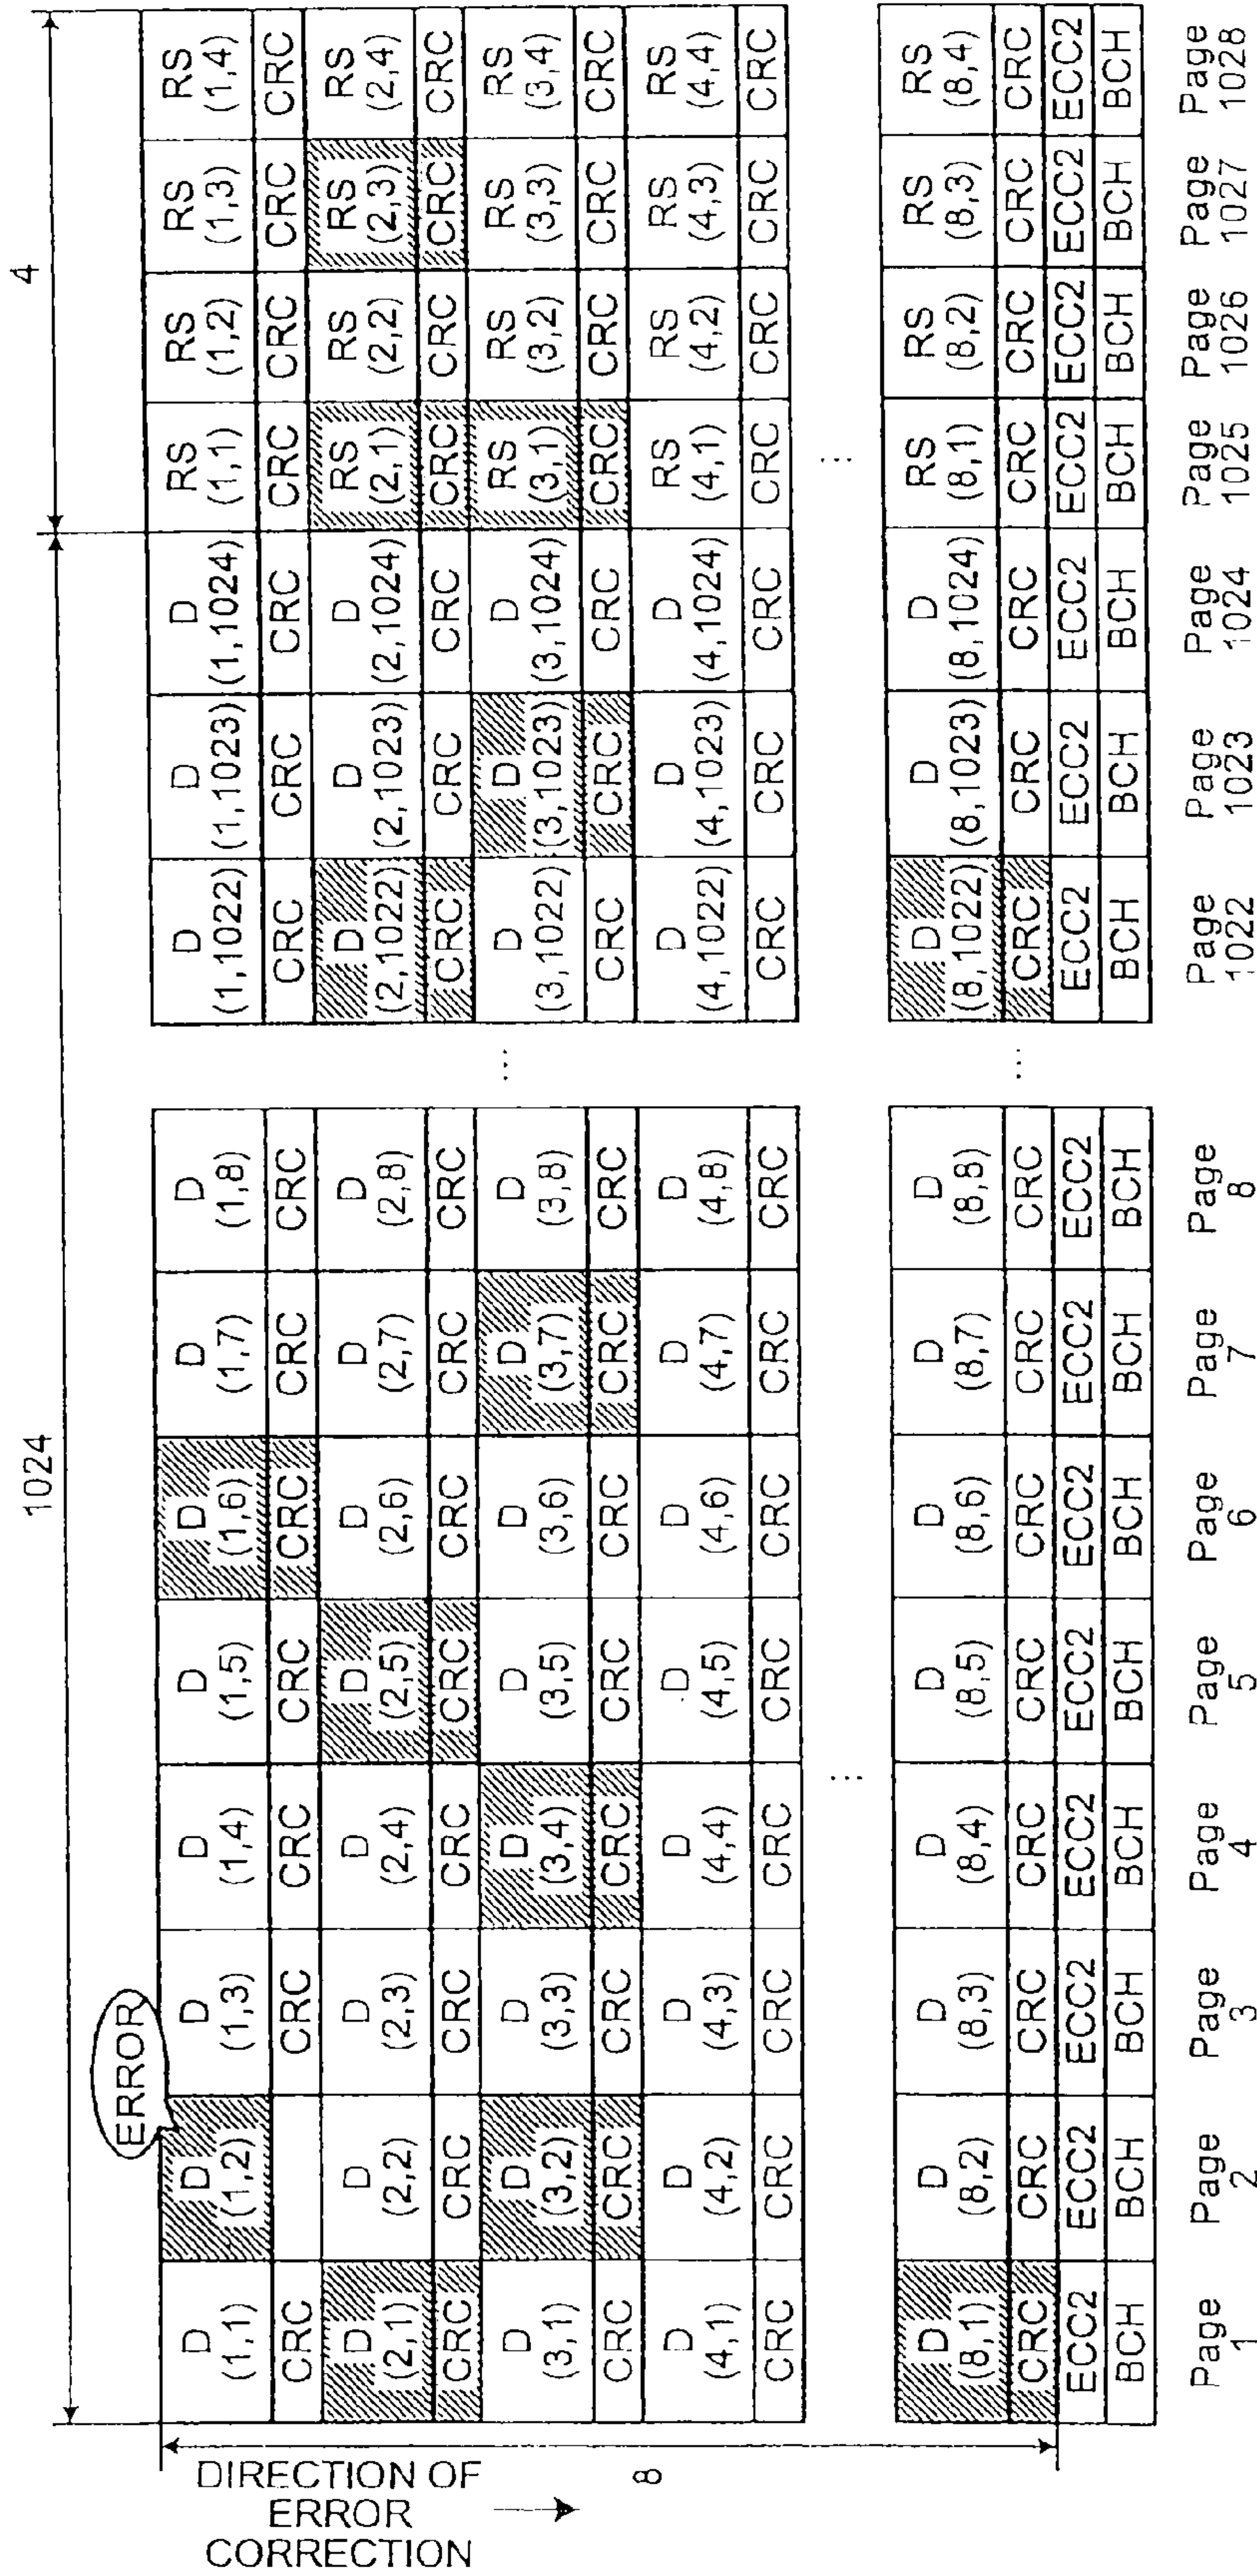 1024 4
ERROR
D D D D D D D D D D D RS RS RS RS
(1,1) (1,2) (1,3) (1,4) (1,5) (1,6) (1,7) (1,8) (1,1022) (1,1023) (1,1024) (1,1) (1,2) (1,3) (1,4)
CRC CRC CRC CRC CRC CRC CRC CRC CRC CRC CRC CRC CRC CRC
D D D D D D D D D D D RS RS RS RS
(2,1) (2,2) (2,3) (2,4) (2,5) (2,6) (2,7) (2,8) (2,1022) (2,1023) (2,1024) (2,1) (2,2) (2,3) (2,4)
CRC CRC CRC CRC CRC CRC CRC CRC CRC CRC CRC CRC CRC CRC CRC
DIRECTION OF
ERROR
CORRECTION
8
D D D D D D D D ... D D D RS RS RS RS
(3,1) (3,2) (3,3) (3,4) (3,5) (3,6) (3,7) (3,8) (3,1022) (3,1023) (3,1024) (3,1) (3,2) (3,3) (3,4)
CRC CRC CRC CRC CRC CRC CRC CRC CRC CRC CRC CRC CRC CRC CRC
D D D D D D D D D D D RS RS RS RS
(4,1) (4,2) (4,3) (4,4) (4,5) (4,6) (4,7) (4,8) (4,1022) (4,1023) (4,1024) (4,1) (4,2) (4,3) (4,4)
CRC CRC CRC CRC CRC CRC CRC CRC CRC CRC CRC CRC CRC CRC CRC
... ...
D D D D D D D D D D D RS RS RS RS
(8,1) (8,2) (8,3) (8,4) (8,5) (8,6) (8,7) (8,8) (8,1022) (8,1023) (8,1024) (8,1) (8,2) (8,3) (8,4)
CRC CRC CRC CRC CRC CRC CRC CRC ... CRC CRC CRC CRC CRC CRC CRC
ECC2 ECC2 ECC2 ECC2 ECC2 ECC2 ECC2 ECC2 ECC2 ECC2 ECC2 ECC2 ECC2 ECC2 ECC2
BCH BCH BCH BCH BCH BCH BCH BCH BCH BCH BCH BCH BCH BCH BCH
Page Page Page Page Page Page Page Page Page Page Page Page Page Page Page
1 2 3 4 5 6 7 8 1022 1023 1024 1025 1026 1027 1028